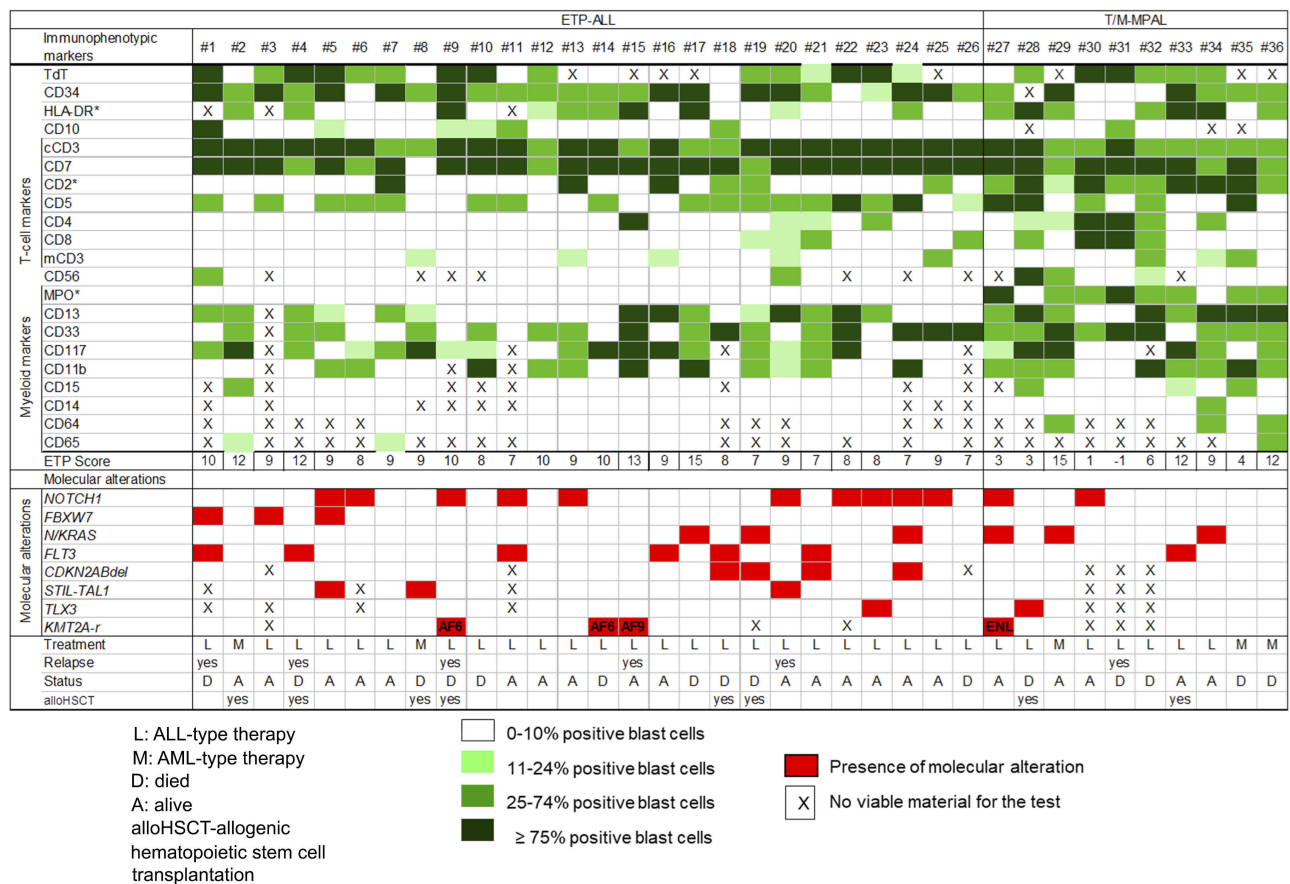 ETP-ALL T/M-MPAL
Immunophenotypic markers #1 #2 #3 #4 #5 #6 #7 #8 #9 #10 #11 #12 #13 #14 #15 #16 #17 #18 #19 #20 #21 #22 #23 #24 #25 #26 #27 #28 #29 #30 #31 #32 #33 #34 #35 #36
T-cell markers
TdT X X X X X X X X
CD34 X
HLA-DR* X X X
CD10 X X X
cCD3
CD7
CD2*
CD5
CD4
CD8
mCD3
CD56 X X X X X X X X X
Myeloid markers
MPO*
CD13 X
CD33 X
CD117 X X X X X
CD11b X X X X
CD15 X X X X X X X X X
CD14 X X X X X X X X X
CD64 X X X X X X X X X X X X X X X X
CD65 X X X X X X X X X X X X X X X X X X X X X X X X
ETP Score 10 12 9 12 9 8 9 9 10 8 7 10 9 10 13 9 15 8 7 9 7 8 8 7 9 7 3 3 15 1 -1 6 12 9 4 12
Molecular alterations
Molecular alterations
NOTCH1
FBXW7
N/KRAS
FLT3
CDKN2ABdel X X X X X X
STIL-TAL1 X X X X X X
TLX3 X X X X X X X
KMT2A-r X AF6 AF6 AF9 X X ENL X X X
Treatment L M L L L L L M L L L L L L L L L L L L L L L L L L L L M L L L L L M M
Relapse yes yes yes yes yes yes
Status D A A D A A A D D D A A A D A A D D D A A A A A A D A D A A D D A A D D
alloHSCT yes yes yes yes yes yes yes yes
L: ALL-type therapy
M: AML-type therapy
D: died
A: alive
alloHSCT-allogenic
hematopoietic stem cell
transplantation
0-10% positive blast cells
11-24% positive blast cells
25-74% positive blast cells
≥ 75% positive blast cells
Presence of molecular alteration
X No viable material for the test